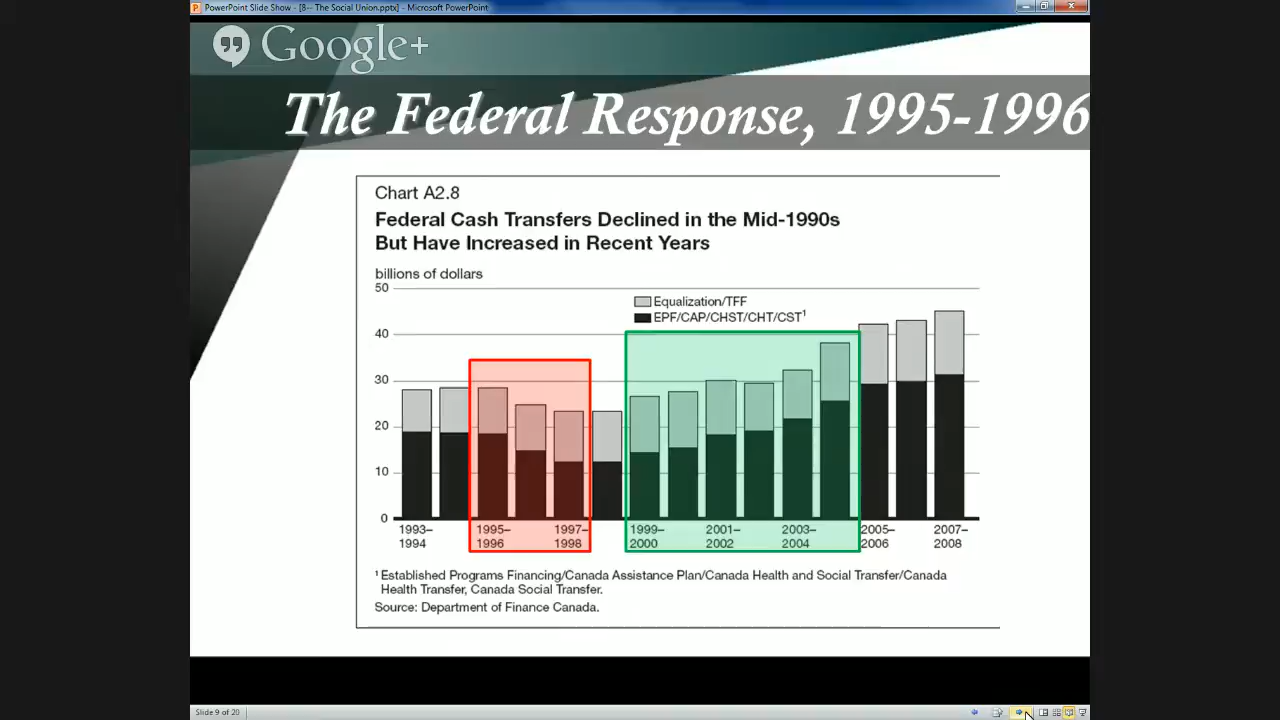 PowerPoint Slide Show - [8-- The Social Union.pptx] - Microsoft PowerPoint
Google+
The Federal Response, 1995-1996
Chart A2.8
Federal Cash Transfers Declined in the Mid-1990s
But Have Increased in Recent Years
billions of dollars
50
Equalization/TFF
EPF/CAP/CHST/CHT/CST¹
40
30
20
10
0
1993–
1994
1995–
1996
1997–
1998
1999–
2000
2001–
2002
2003–
2004
2005–
2006
2007–
2008
¹ Established Programs Financing/Canada Assistance Plan/Canada Health and Social Transfer/Canada
Health Transfer, Canada Social Transfer.
Source: Department of Finance Canada.
Slide 9 of 20